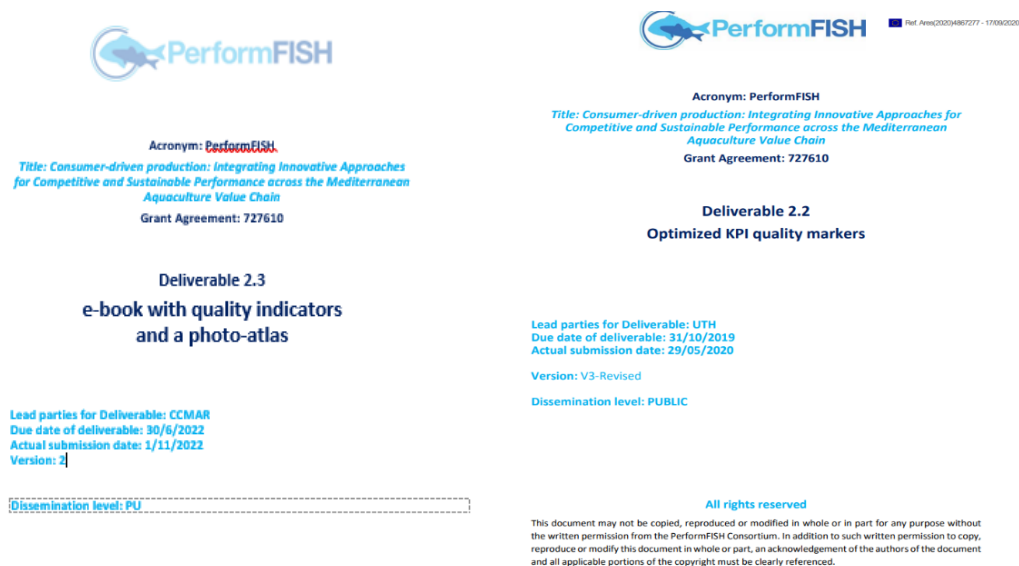 PerformFISH
Acronym: PerformFISH
Title: Consumer-driven production: Integrating Innovative Approaches
for Competitive and Sustainable Performance across the Mediterranean
Aquaculture Value Chain
Grant Agreement: 727610
Deliverable 2.3
e-book with quality indicators
and a photo-atlas
Lead parties for Deliverable: CCMAR
Due date of deliverable: 30/6/2022
Actual submission date: 1/11/2022
Version: 2
Dissemination level: PU
PerformFISH
Ref. Ares(2020)4867277 - 17/09/2020
Acronym: PerformFISH
Title: Consumer-driven production: Integrating Innovative Approaches for
Competitive and Sustainable Performance across the Mediterranean
Aquaculture Value Chain
Grant Agreement: 727610
Deliverable 2.2
Optimized KPI quality markers
Lead parties for Deliverable: UTH
Due date of deliverable: 31/10/2019
Actual submission date: 29/05/2020
Version: V3-Revised
Dissemination level: PUBLIC
All rights reserved
This document may not be copied, reproduced or modified in whole or in part for any purpose without
the written permission from the PerformFISH Consortium. In addition to such written permission to copy,
reproduce or modify this document in whole or part, an acknowledgement of the authors of the document
and all applicable portions of the copyright must be clearly referenced.